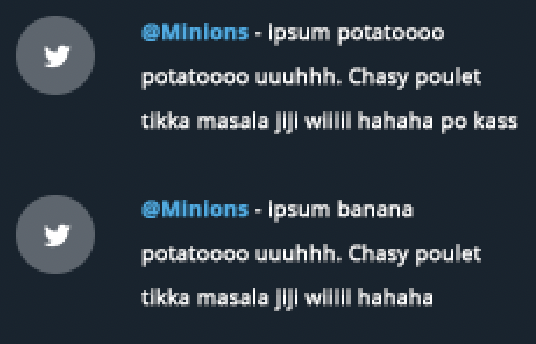 @Minions - Ipsum potatoooo
potatoooo uuuhhh. Chasy poulet
tikka masala jiji wiiiii hahaha po kass
@Minions - Ipsum banana
potatoooo uuuhhh. Chasy poulet
tikka masala jiji wiiiii hahaha